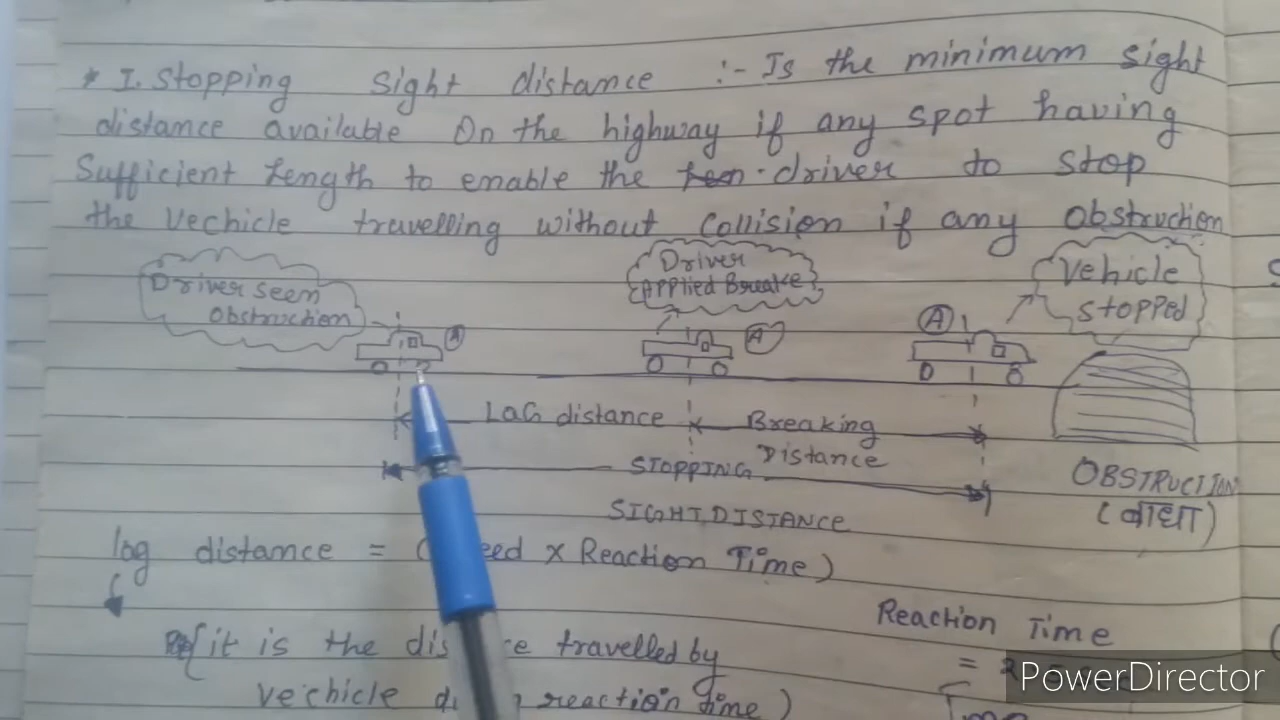 * I. Stopping Sight distance :- Is the minimum sight
distance available On the highway if any spot having
Sufficient Length to enable the driver to stop
the vechicle travelling without Collision if any Obstruction
Driver seen
Obstruction
Driver
Applied Breake
Vehicle
stopped
A
A
A
LaG distance
Breaking
Distance
STOPPING
SIGHT DISTANCE
OBSTRUCTION
(बाधा)
log distance = ( eed x Reaction Time)
{it is the dis e travelled by
vechicle d reaction time)
Reaction Time
= 2
PowerDirector